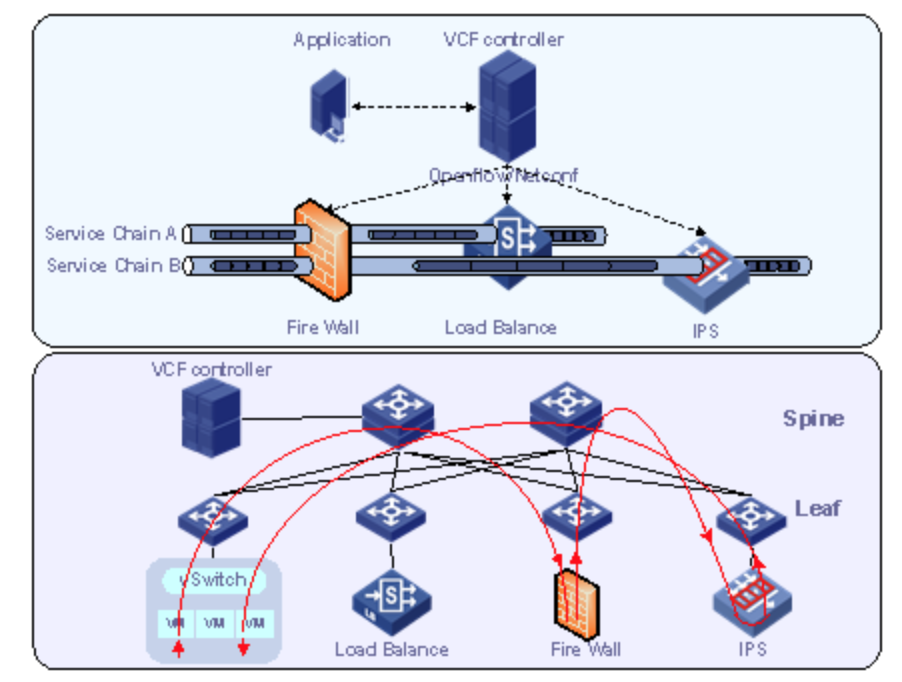 Application
VCF controller
Openflow/Netconf
Service Chain A
Service Chain B
S
Fire Wall
Load Balance
IPS
VCF controller
Spine
Leaf
vSwitch
VM VM VM
S
LB
Load Balance
Fire Wall
IPS